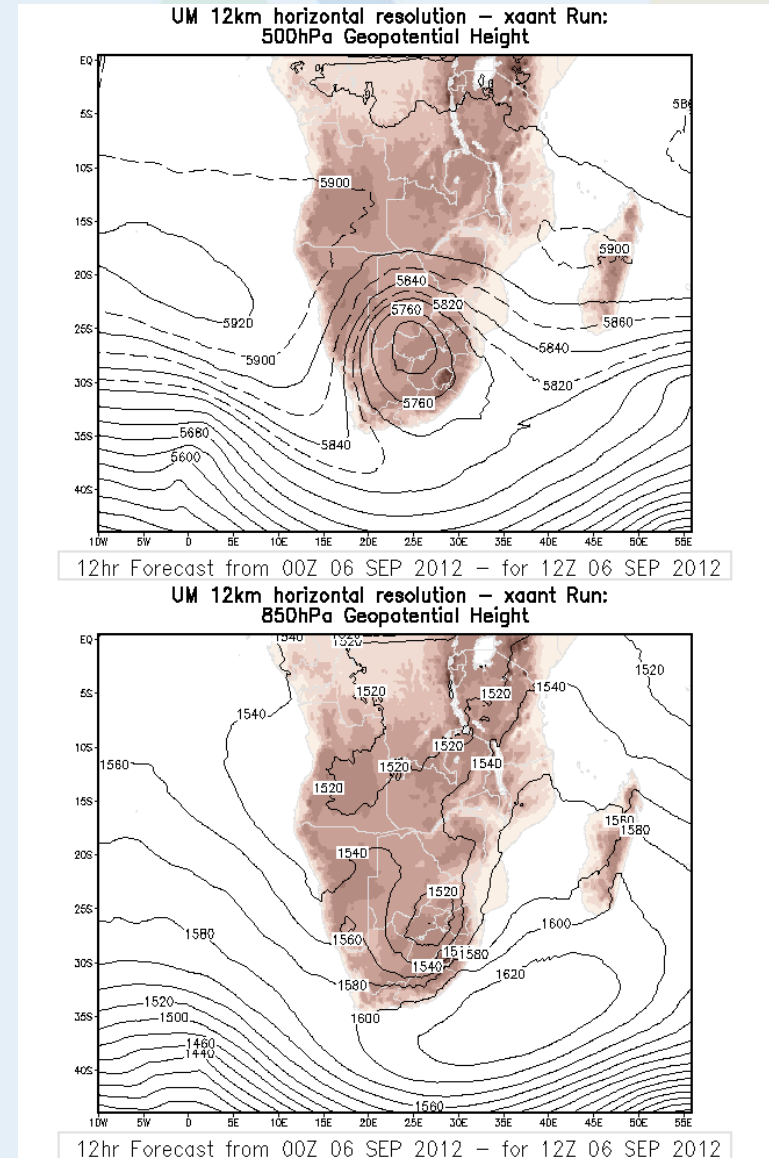 UM 12km horizontal resolution – xaant Run:
500hPa Geopotential Height
EQ
5S
5900
10S
5900
15S
5900
20S
5640
5920
5760 5820
5860
25S
5900
5840
30S
5820
5760
35S
5680
5840
5600
40S
10W 5W 0 5E 10E 15E 20E 25E 30E 35E 40E 45E 50E 55E
12hr Forecast from 00Z 06 SEP 2012 – for 12Z 06 SEP 2012
UM 12km horizontal resolution – xaant Run:
850hPa Geopotential Height
EQ
1540
1520
1520
5S
1520
1520
1540
1540
10S
1520
1560
1520
1540
15S
1520
1580
20S
1540
1520
25S
1580
1560
1600
30S
1540
1580
1620
1580
1520
35S
1500
1600
1460
1440
40S
1560
10W 5W 0 5E 10E 15E 20E 25E 30E 35E 40E 45E 50E 55E
12hr Forecast from 00Z 06 SEP 2012 – for 12Z 06 SEP 2012